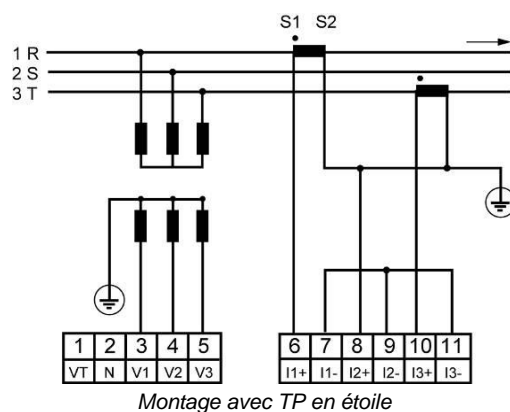 S1 S2
1 R
2 S
3 T
1 2 3 4 5
VT N V1 V2 V3
6 7 8 9 10 11
I1+ I1- I2+ I2- I3+ I3-
Montage avec TP en étoile